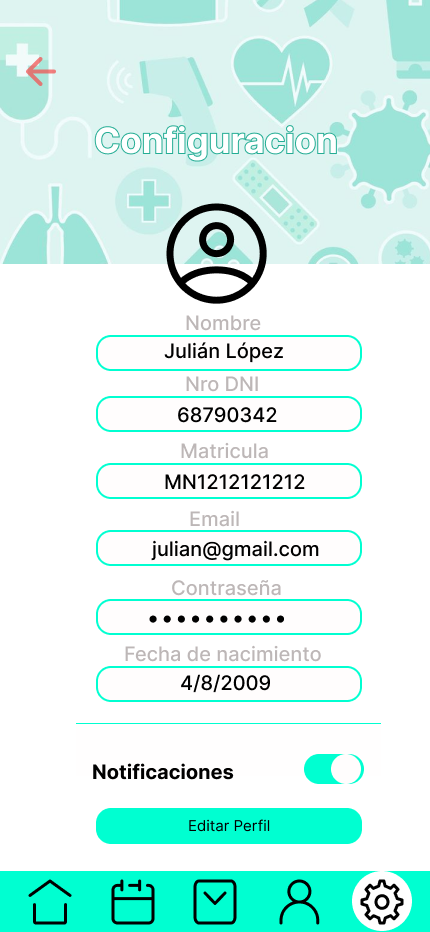 Configuracion
Nombre
Julián López
Nro DNI
68790342
Matricula
MN1212121212
Email
julian@gmail.com
Contraseña
••••••••••
Fecha de nacimiento
4/8/2009
Notificaciones
Editar Perfil